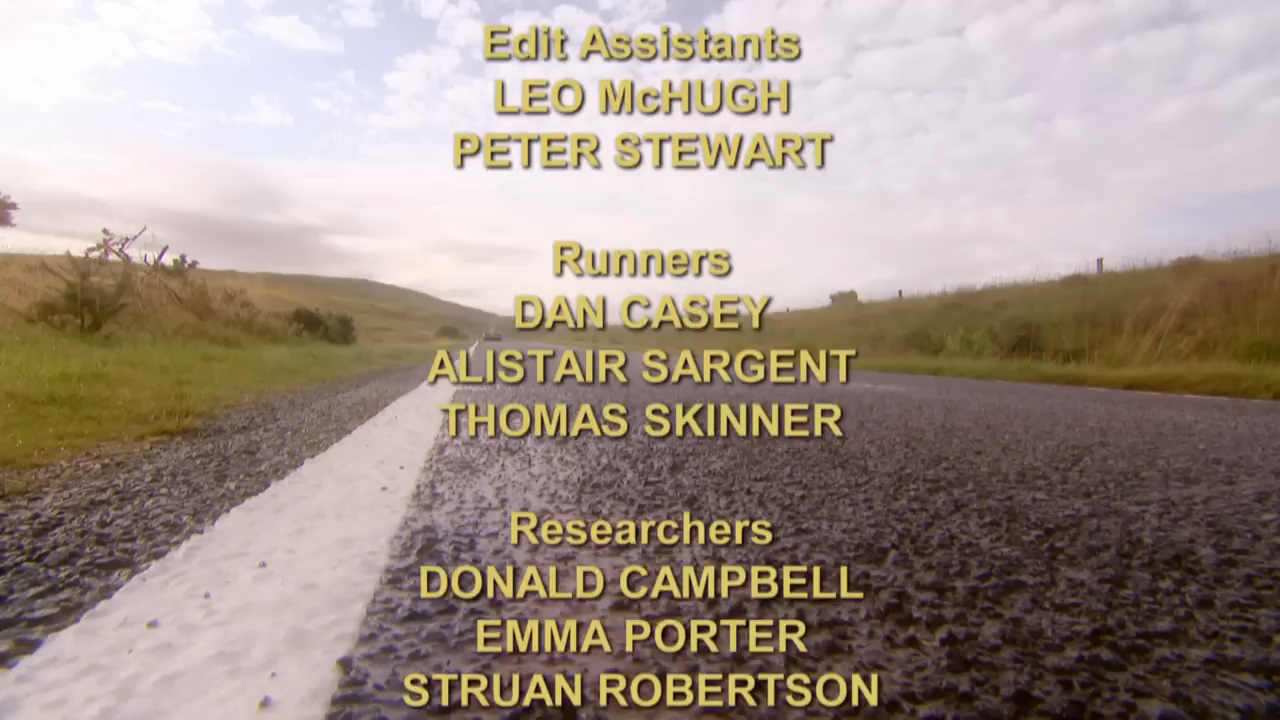 Edit Assistants
LEO McHUGH
PETER STEWART
Runners
DAN CASEY
ALISTAIR SARGENT
THOMAS SKINNER
Researchers
DONALD CAMPBELL
EMMA PORTER
STRUAN ROBERTSON